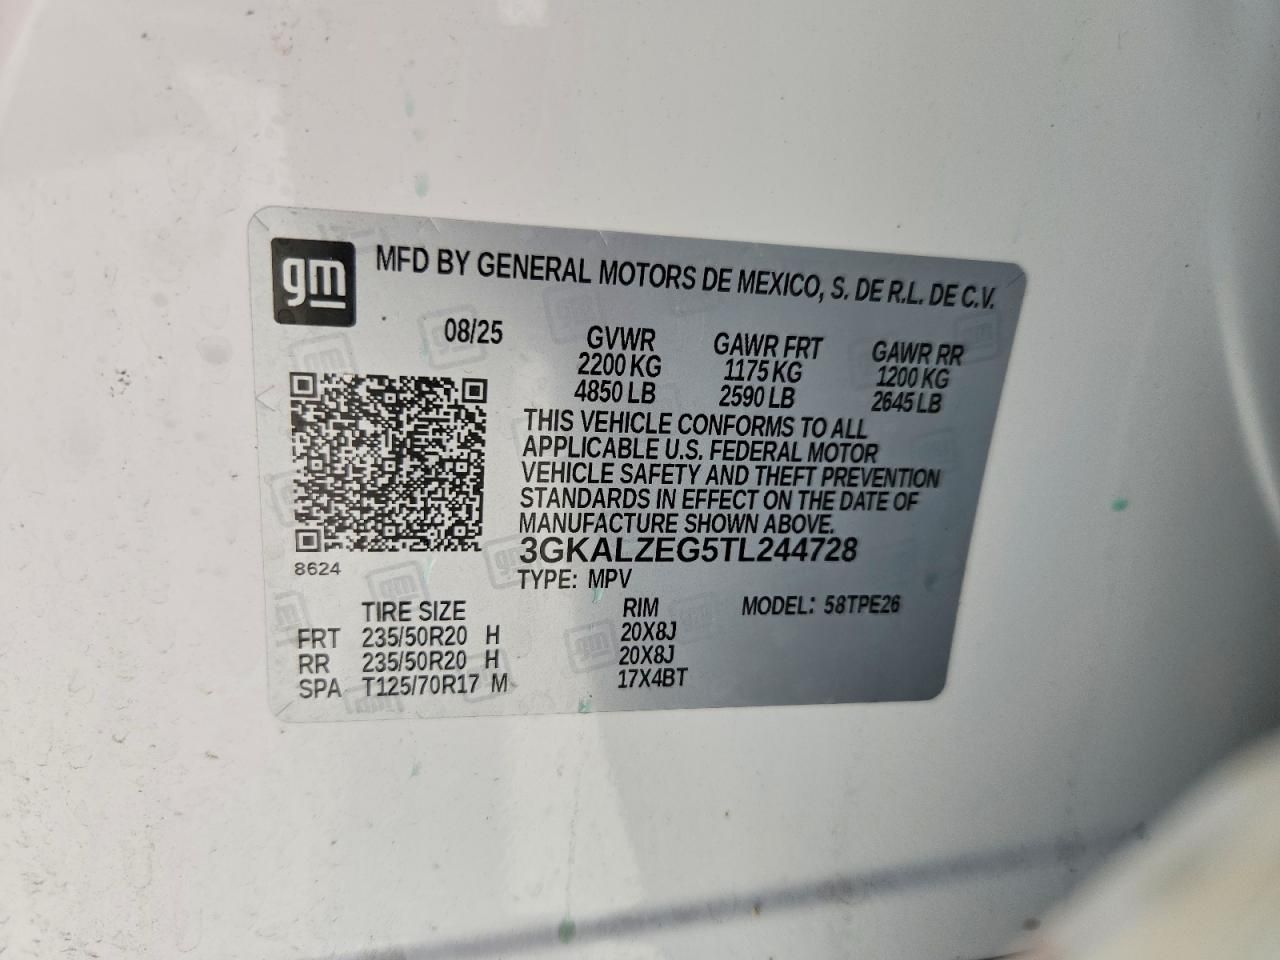 gm
MFD BY GENERAL MOTORS DE MEXICO, S. DE R.L. DE C.V.
08/25 GVWR GAWR FRT GAWR RR
2200 KG 1175 KG 1200 KG
4850 LB 2590 LB 2645 LB
THIS VEHICLE CONFORMS TO ALL
APPLICABLE U.S. FEDERAL MOTOR
VEHICLE SAFETY AND THEFT PREVENTION
STANDARDS IN EFFECT ON THE DATE OF
MANUFACTURE SHOWN ABOVE.
3GKALZEG5TL244728
8624
TYPE: MPV
TIRE SIZE RIM MODEL: 58TPE26
FRT 235/50R20 H 20X8J
RR 235/50R20 H 20X8J
SPA T125/70R17 M 17X4BT